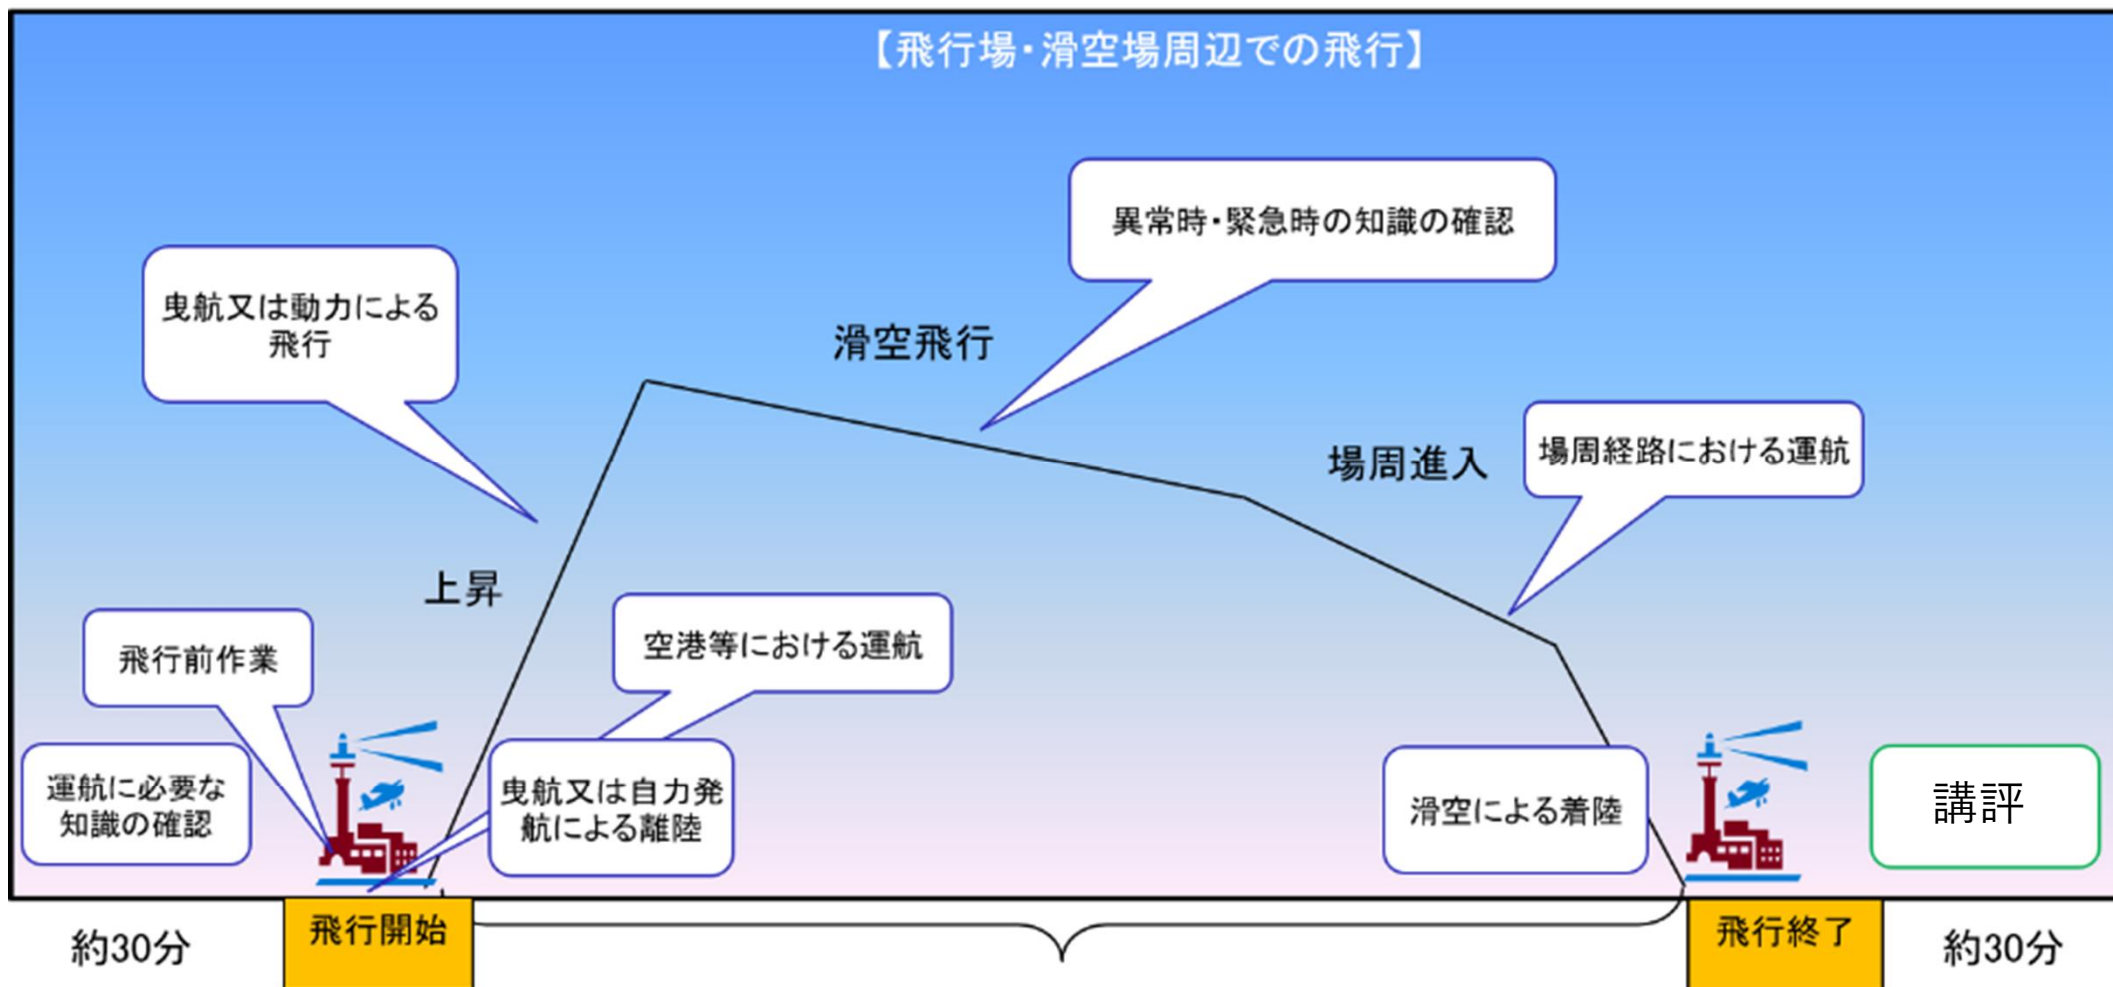 【飛行場・滑空場周辺での飛行】
異常時・緊急時の知識の確認
曳航又は動力による
飛行
滑空飛行
場周経路における運航
場周進入
上昇
飛行前作業
空港等における運航
運航に必要な
知識の確認
曳航又は自力発
航による離陸
滑空による着陸
講評
約30分
飛行開始
飛行終了
約30分